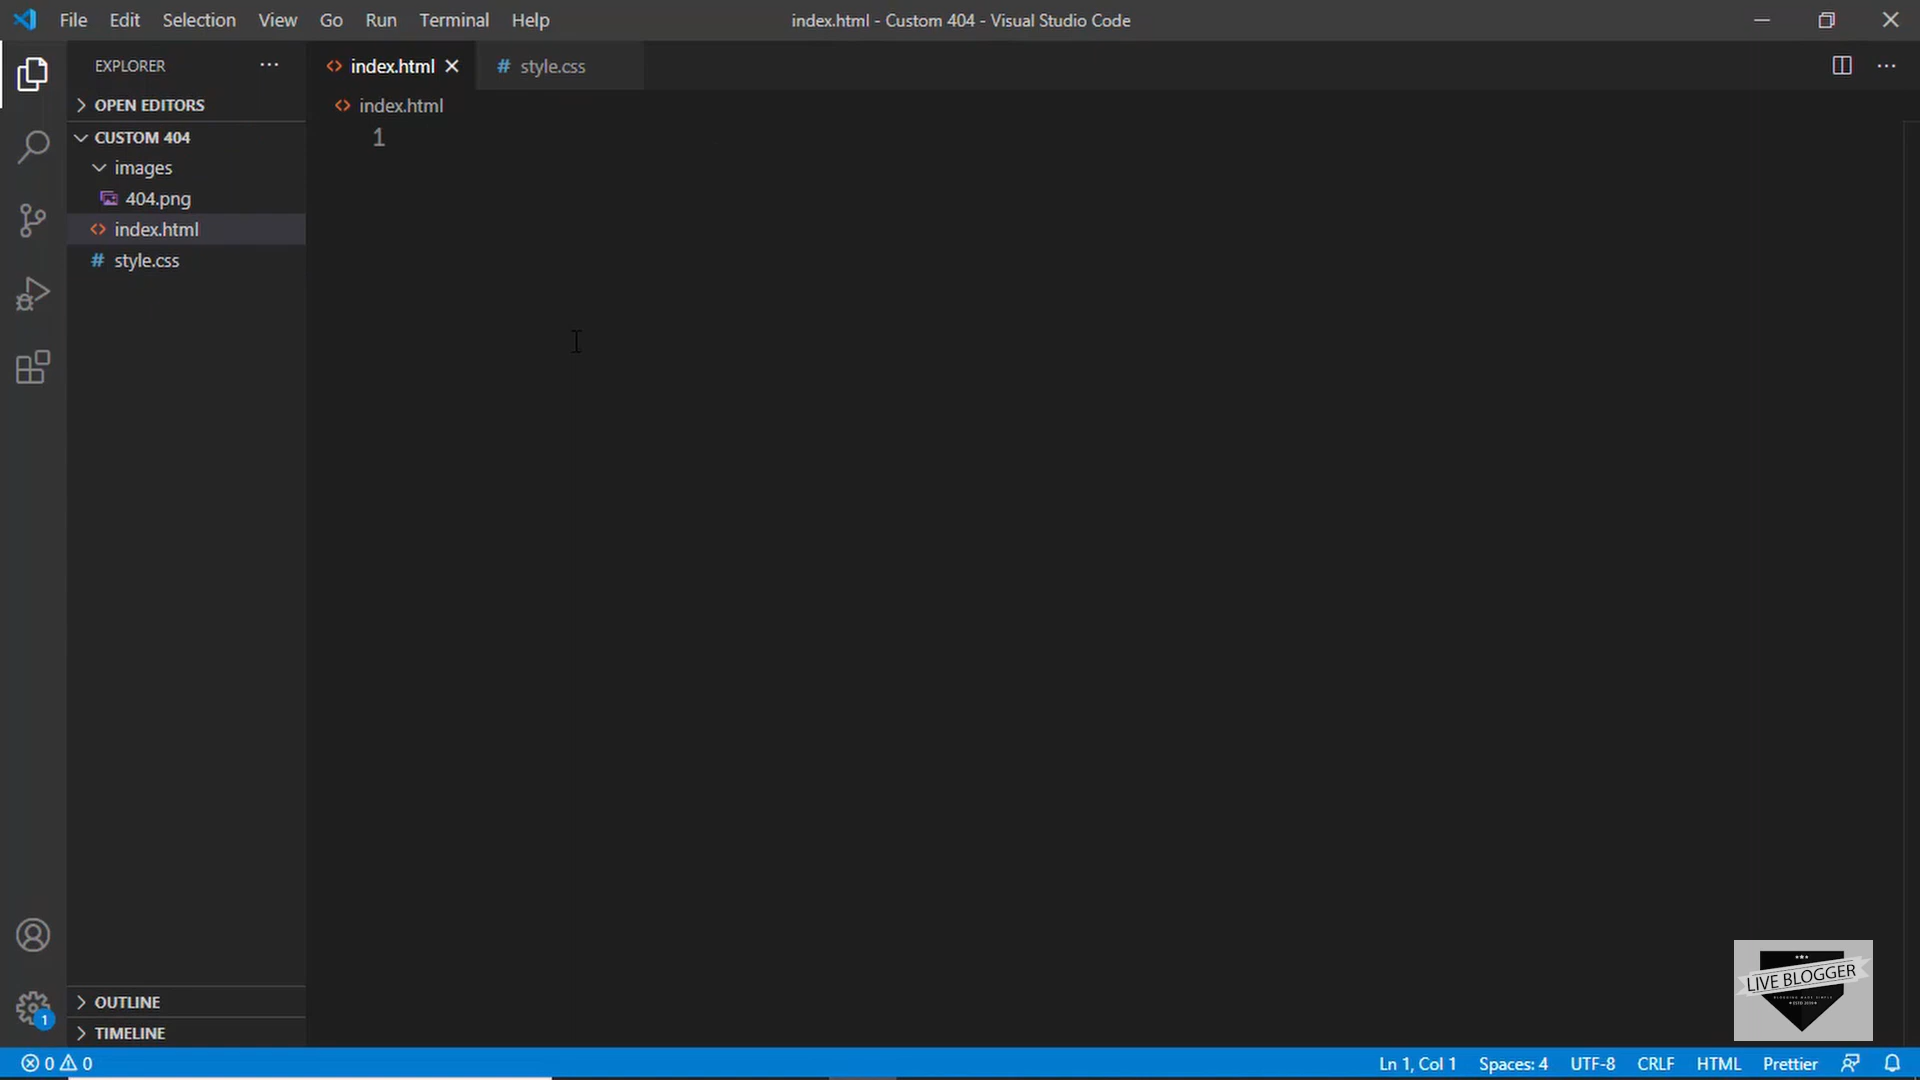 File Edit Selection View Go Run Terminal Help
index.html - Custom 404 - Visual Studio Code
EXPLORER
index.html
style.css
OPEN EDITORS
index.html
CUSTOM 404
1
images
404.png
index.html
style.css
OUTLINE
TIMELINE
LIVE BLOGGER
1
0 0
Ln 1, Col 1 Spaces: 4 UTF-8 CRLF HTML Prettier